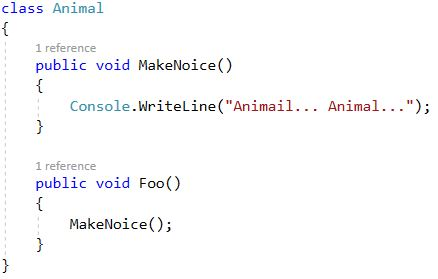 class Animal
{
1 reference
public void MakeNoice()
{
Console.WriteLine("Animail... Animal...");
}
1 reference
public void Foo()
{
MakeNoice();
}
}